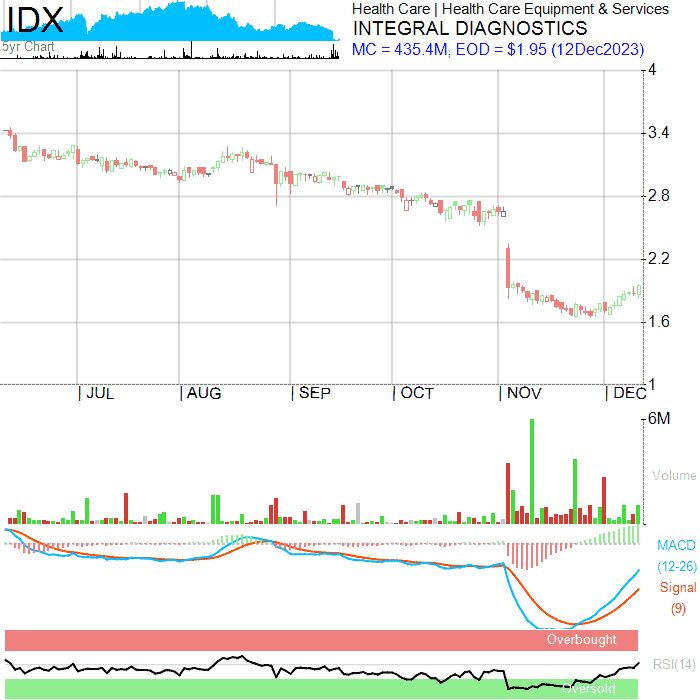 IDX
5yr Chart
Health Care | Health Care Equipment & Services
INTEGRAL DIAGNOSTICS
MC = 435.4M, EOD = $1.95 (12Dec2023)
4
3.4
2.8
2.2
1.6
1
| JUL | AUG | SEP | OCT | NOV | DEC
6M
Volume
MACD
(12-26)
Signal
(9)
Overbought
RSI(14)
Oversold